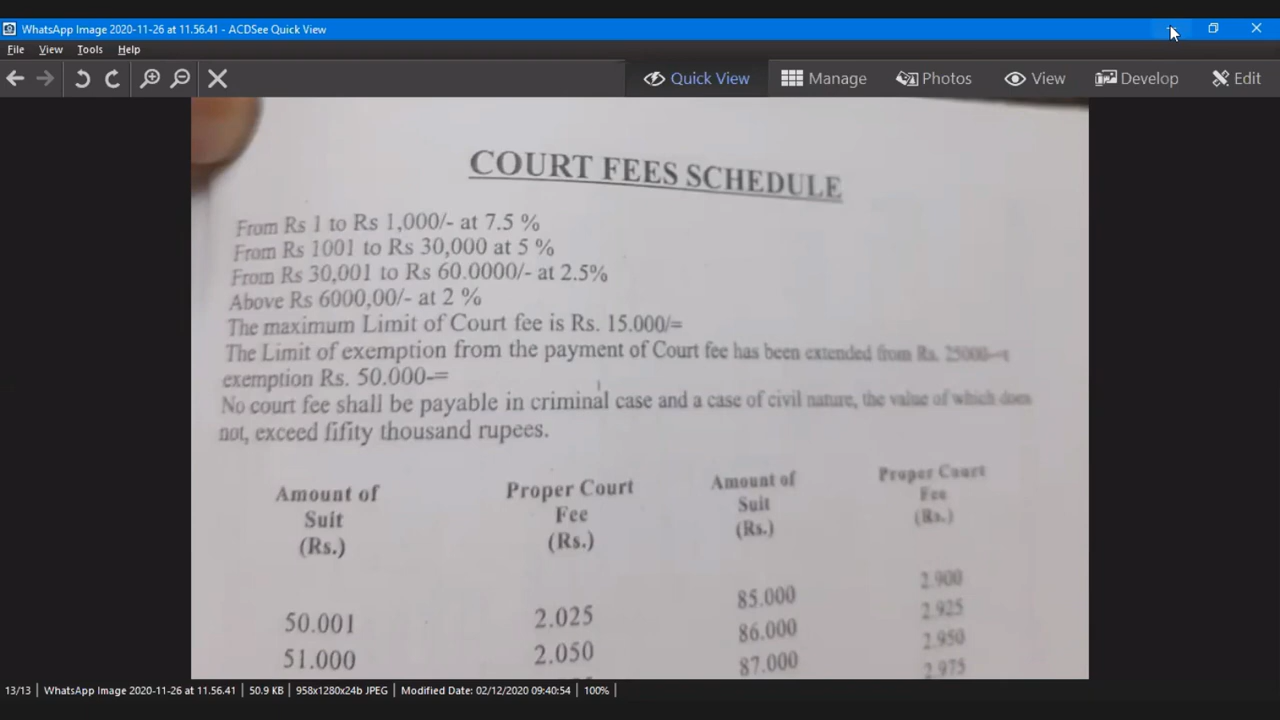 WhatsApp Image 2020-11-26 at 11.56.41 - ACDSee Quick View
File View Tools Help
Quick View Manage Photos View Develop Edit
COURT FEES SCHEDULE
From Rs 1 to Rs 1,000/- at 7.5 %
From Rs 1001 to Rs 30,000 at 5 %
From Rs 30,001 to Rs 60.0000/- at 2.5%
Above Rs 6000,00/- at 2 %
The maximum Limit of Court fee is Rs. 15.000/=
The Limit of exemption from the payment of Court fee has been extended from Rs. 25000
exemption Rs. 50.000-=
No court fee shall be payable in criminal case and a case of civil nature, the value of which does
not, exceed fifity thousand rupees.
Amount of Proper Court Amount of Proper Court
Suit Fee Suit Fee
(Rs.) (Rs.) (Rs.) (Rs.)
50.001 2.025 85.000 2.900
51.000 2.050 86.000 2.925
87.000 2.950
2.975
13/13 WhatsApp Image 2020-11-26 at 11.56.41 50.9 KB 958x1280x24b JPEG Modified Date: 02/12/2020 09:40:54 100%